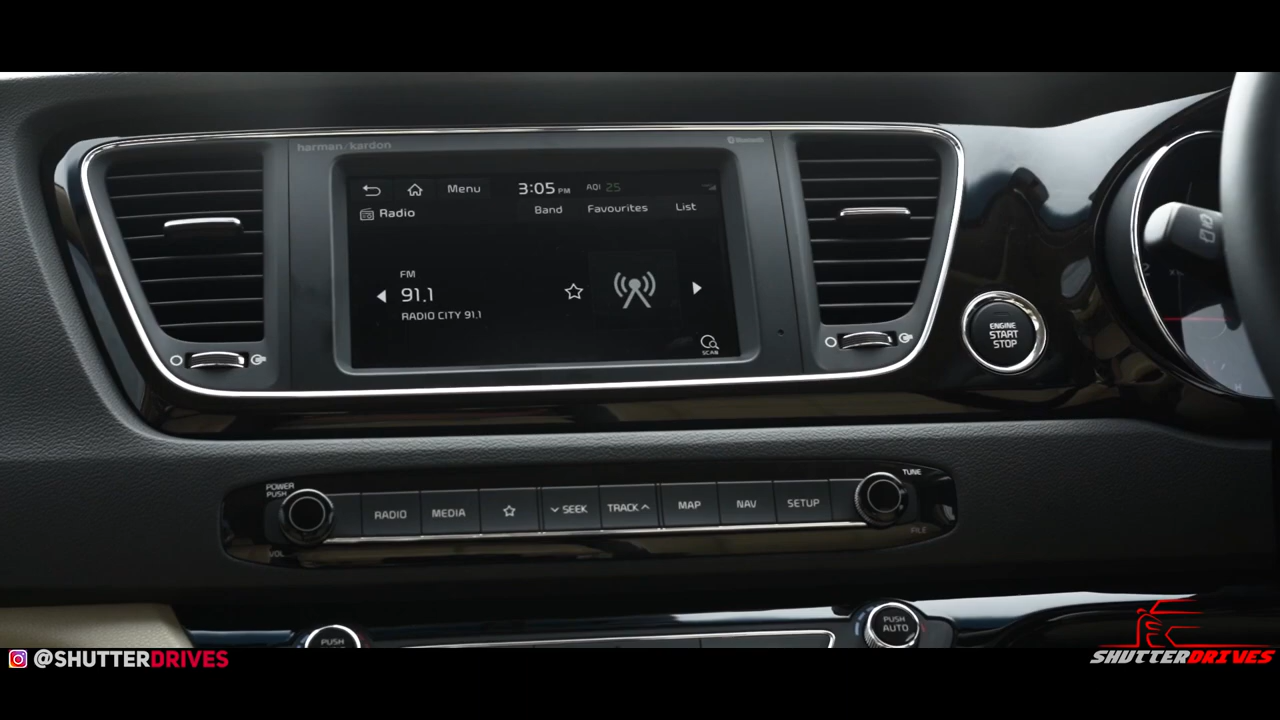 harman/kardon
Bluetooth
Menu
3:05 PM
AQI 25
Radio
Band
Favourites
List
FM
91.1
RADIO CITY 91.1
SCAN
ENGINE
START
STOP
POWER
PUSH
VOL
RADIO
MEDIA
SEEK
TRACK
MAP
NAV
SETUP
TUNE
FILE
PUSH
PUSH
AUTO
@SHUTTERDRIVES
SHUTTERDRIVES